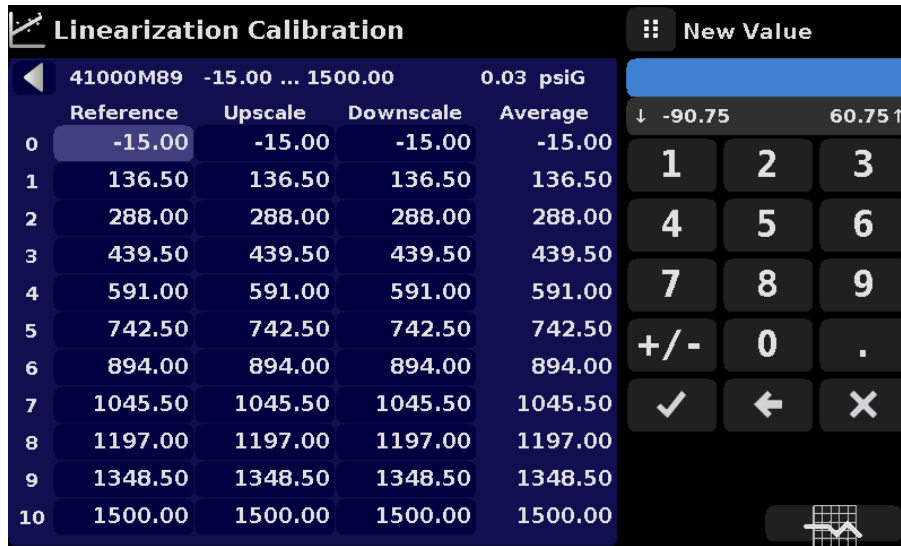 Linearization Calibration
41000M89 -15.00 ... 1500.00 0.03 psiG
Reference Upscale Downscale Average
0 -15.00 -15.00 -15.00 -15.00
1 136.50 136.50 136.50 136.50
2 288.00 288.00 288.00 288.00
3 439.50 439.50 439.50 439.50
4 591.00 591.00 591.00 591.00
5 742.50 742.50 742.50 742.50
6 894.00 894.00 894.00 894.00
7 1045.50 1045.50 1045.50 1045.50
8 1197.00 1197.00 1197.00 1197.00
9 1348.50 1348.50 1348.50 1348.50
10 1500.00 1500.00 1500.00 1500.00
New Value
↓ -90.75 60.75↑
1 2 3
4 5 6
7 8 9
+/- 0 .